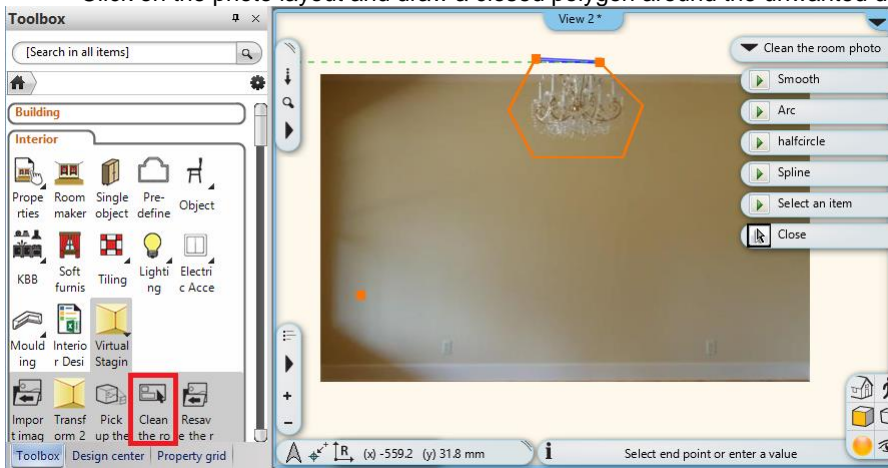 Click on the photo layout and draw a closed polygon around the unwanted
Toolbox
View 2*
[Search in all items]
Clean the room photo
Smooth
Building
Arc
Interior
halfcircle
Spline
Prope Room Single Pre- Object
rties maker object define
Select an item
Close
KBB Soft Tiling Lighti Electri
furnis ng c Acce
Mould Interio Virtual
ing r Desi Stagin
Impor Transf Pick Clean Resav
t imag orm 2 up the the ro e the r
Toolbox Design center Property grid
R (x) -559.2 (y) 31.8 mm i Select end point or enter a value
+
-